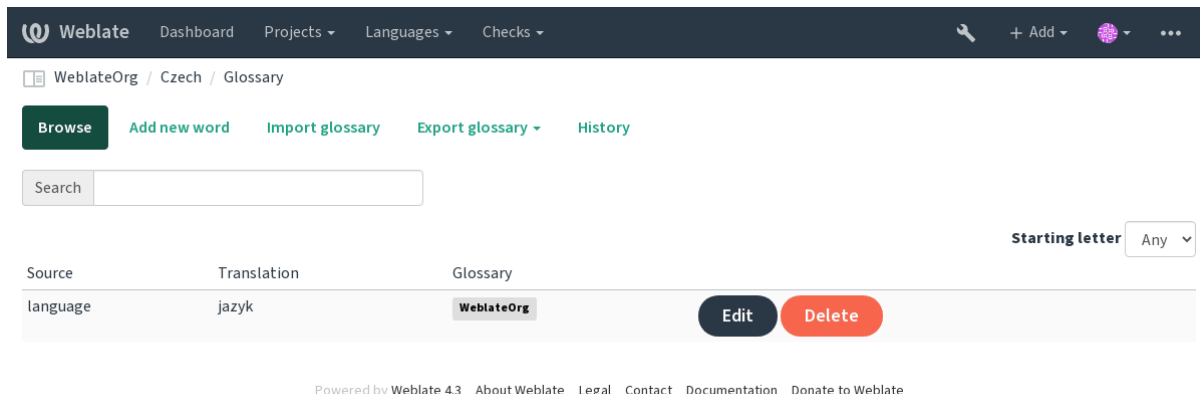 Weblate Dashboard Projects Languages Checks + Add
WeblateOrg / Czech / Glossary
Browse Add new word Import glossary Export glossary History
Search
Starting letter Any
Source Translation Glossary
language jazyk WeblateOrg Edit Delete
Powered by Weblate 4.3 About Weblate Legal Contact Documentation Donate to Weblate